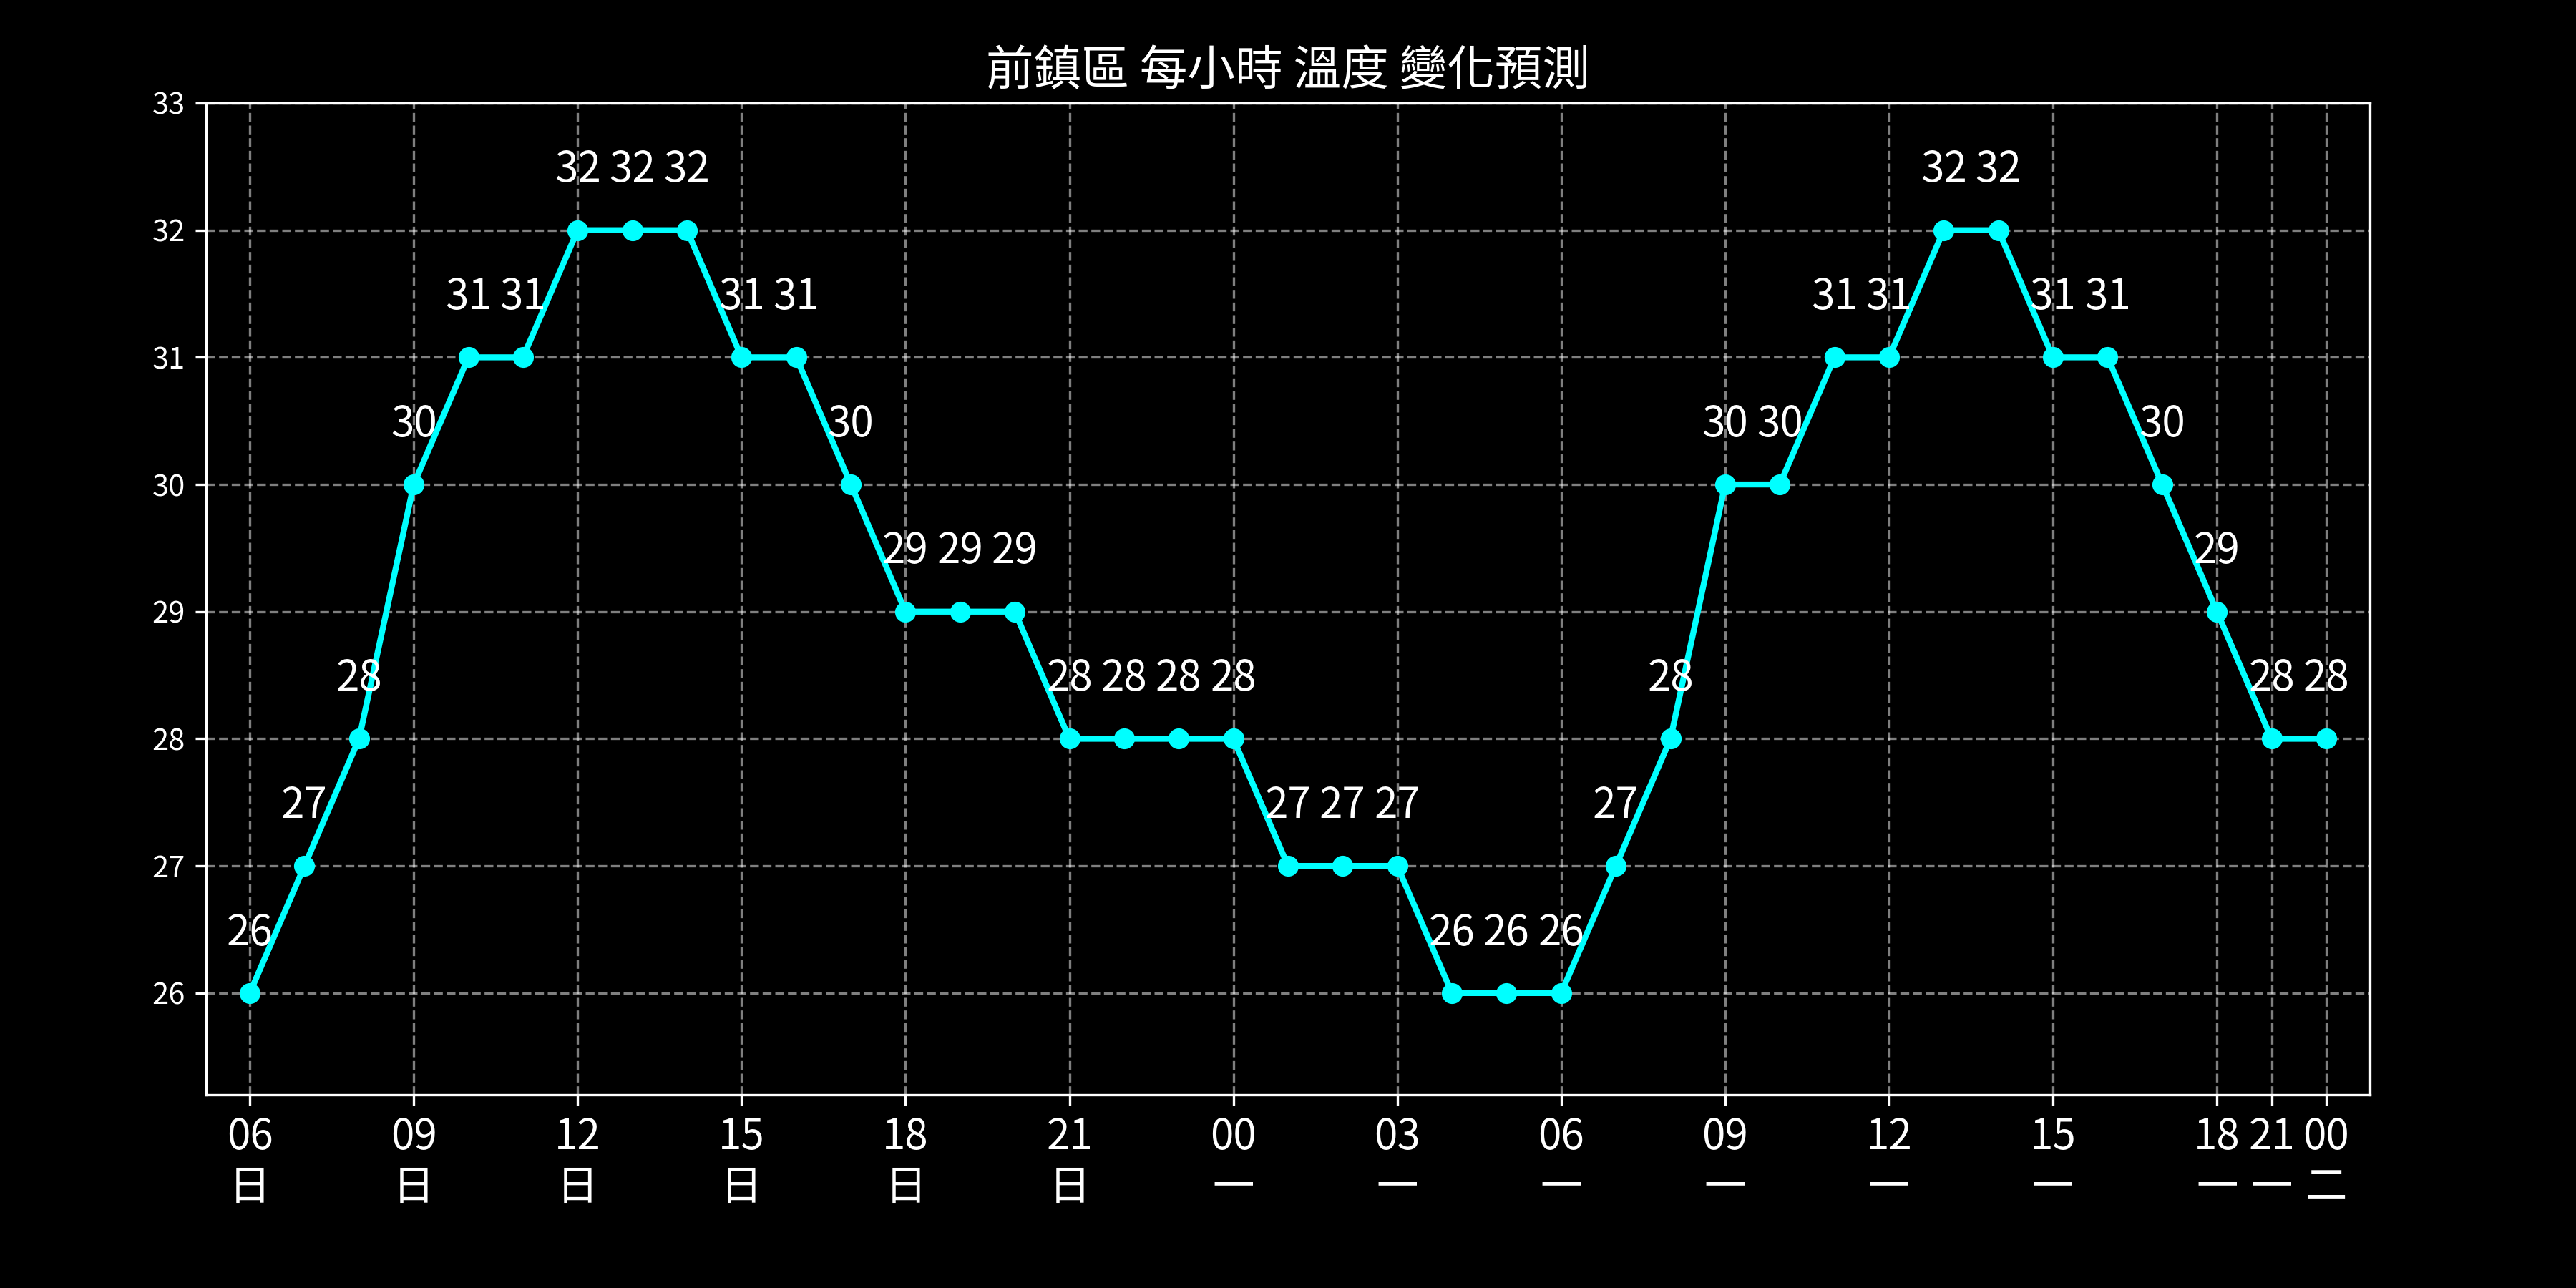 前鎮區 每小時 溫度 變化預測
33
32 32 32 32 32
32
31 31 31 31 31 31 31 31
31
30 30 30 30 30
30
29 29 29 29
29
28 28 28 28 28 28 28 28
28
27 27 27 27 27
27
26 26 26 26
26
06 09 12 15 18 21 00 03 06 09 12 15 18 21 00
日 日 日 日 日 日 一 一 一 一 一 一 一 一 二